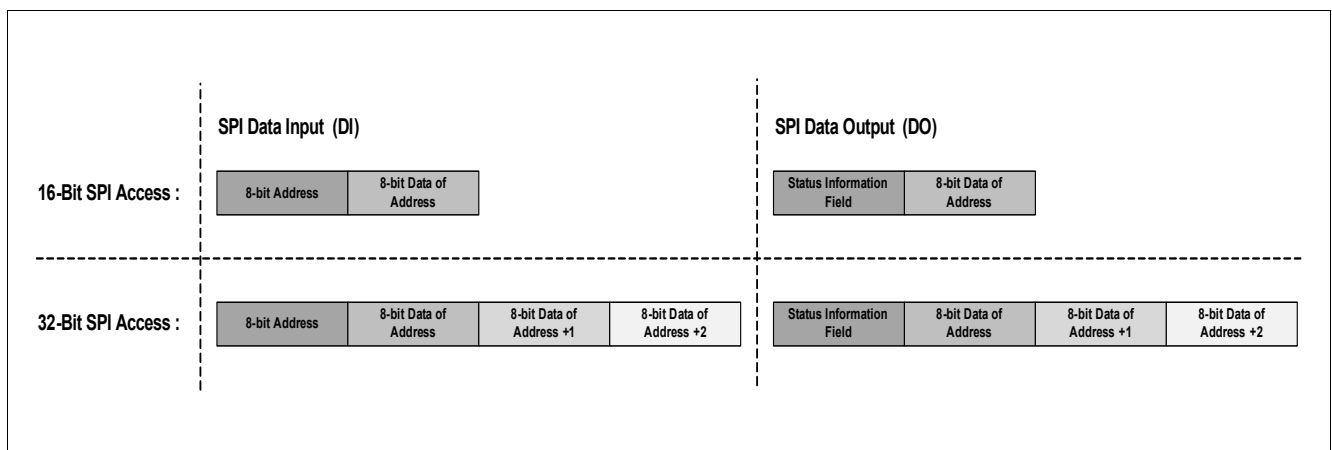 SPI Data Input (DI)
SPI Data Output (DO)
16-Bit SPI Access :
8-bit Address
8-bit Data of
Address
Status Information
Field
8-bit Data of
Address
32-Bit SPI Access :
8-bit Address
8-bit Data of
Address
8-bit Data of
Address +1
8-bit Data of
Address +2
Status Information
Field
8-bit Data of
Address
8-bit Data of
Address +1
8-bit Data of
Address +2